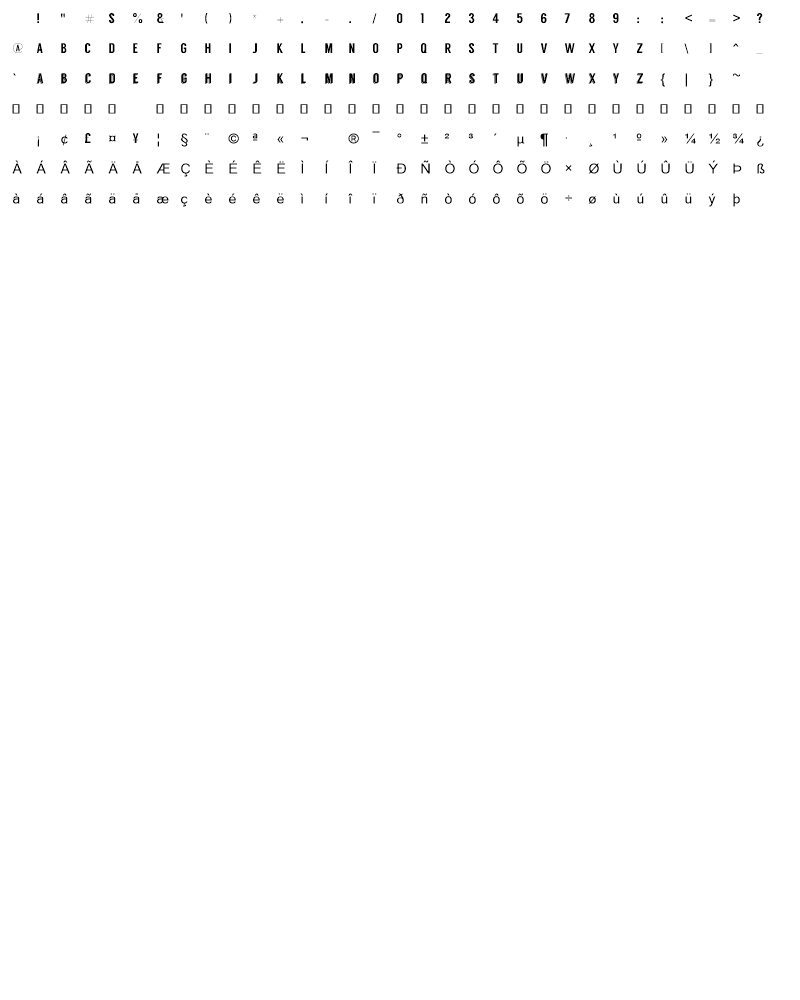 ! " # $ % & ' ( ) * + . - . / 0 1 2 3 4 5 6 7 8 9 : : < = > ?
@ A B C D E F G H I J K L M N O P Q R S T U V W X Y Z [ \ ] ^ _
` A B C D E F G H I J K L M N O P Q R S T U V W X Y Z { | } ~
¡ ¢ £ ¤ ¥ ¦ § ¨ © ª « ¬ ® ¯ ° ± ² ³ ´ µ ¶ · ¸ ¹ º » ¼ ½ ¾ ¿
À Á Â Ã Ä Å Æ Ç È É Ê Ë Ì Í Î Ï Ð Ñ Ò Ó Ô Õ Ö × Ø Ù Ú Û Ü Ý Þ ß
à á â ã ä å æ ç è é ê ë ì í î ï ð ñ ò ó ô õ ö ÷ ø ù ú û ü ý þ